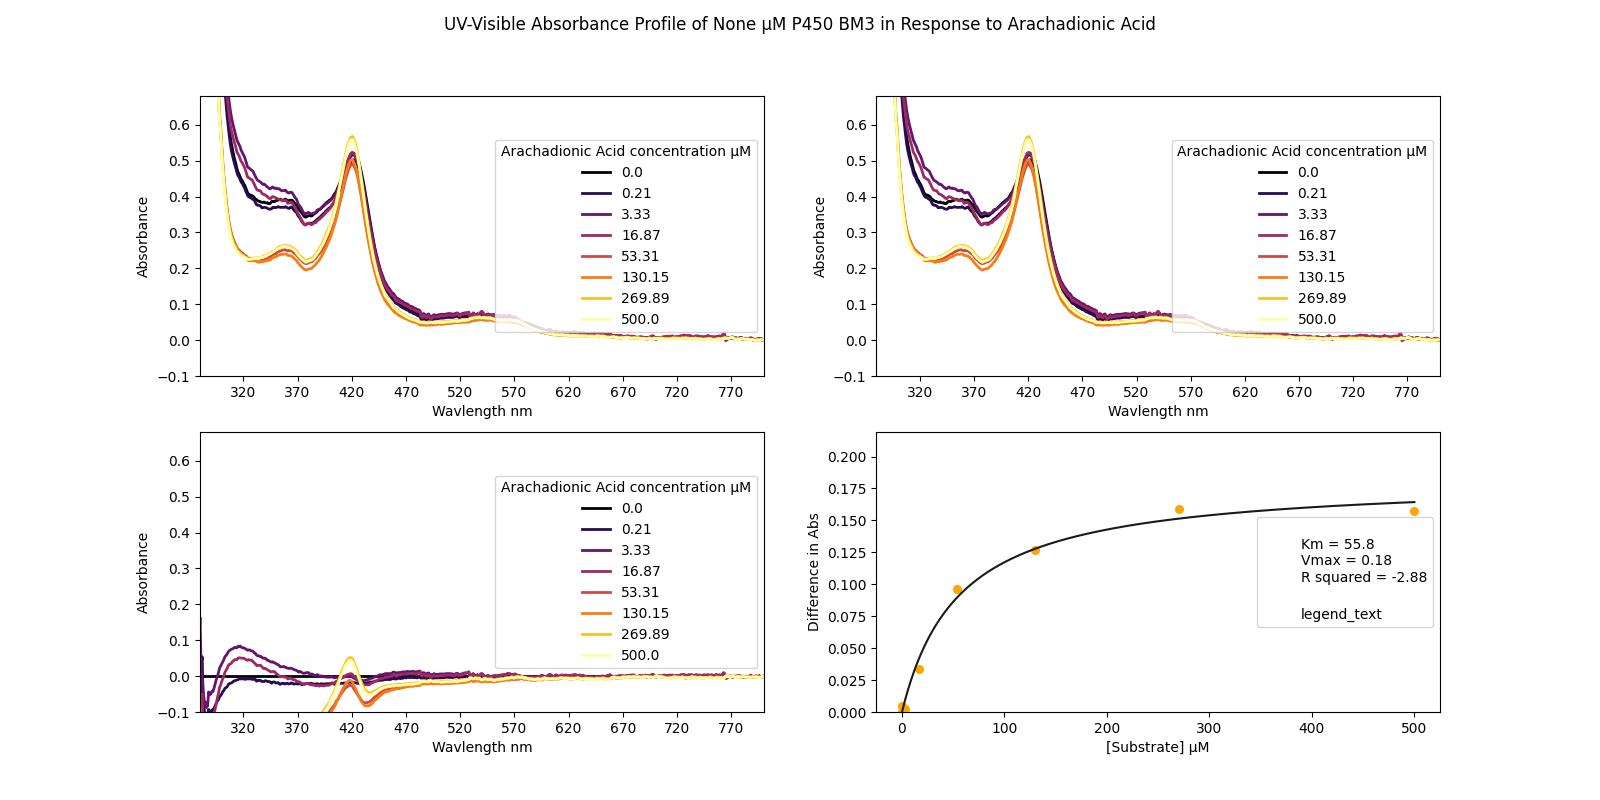 UV-Visible Absorbance Profile of None µM P450 BM3 in Response to Arachadionic Acid
Absorbance
0.6
0.5
0.4
0.3
0.2
0.1
0.0
−0.1
320 370 420 470 520 570 620 670 720 770
Wavlength nm
Arachadionic Acid concentration µM
0.0
0.21
3.33
16.87
53.31
130.15
269.89
500.0
Absorbance
0.6
0.5
0.4
0.3
0.2
0.1
0.0
−0.1
320 370 420 470 520 570 620 670 720 770
Wavlength nm
Arachadionic Acid concentration µM
0.0
0.21
3.33
16.87
53.31
130.15
269.89
500.0
Absorbance
0.6
0.5
0.4
0.3
0.2
0.1
0.0
−0.1
320 370 420 470 520 570 620 670 720 770
Wavlength nm
Arachadionic Acid concentration µM
0.0
0.21
3.33
16.87
53.31
130.15
269.89
500.0
Difference in Abs
0.200
0.175
0.150
0.125
0.100
0.075
0.050
0.025
0.000
0 100 200 300 400 500
[Substrate] µM
Km = 55.8
Vmax = 0.18
R squared = -2.88
legend_text